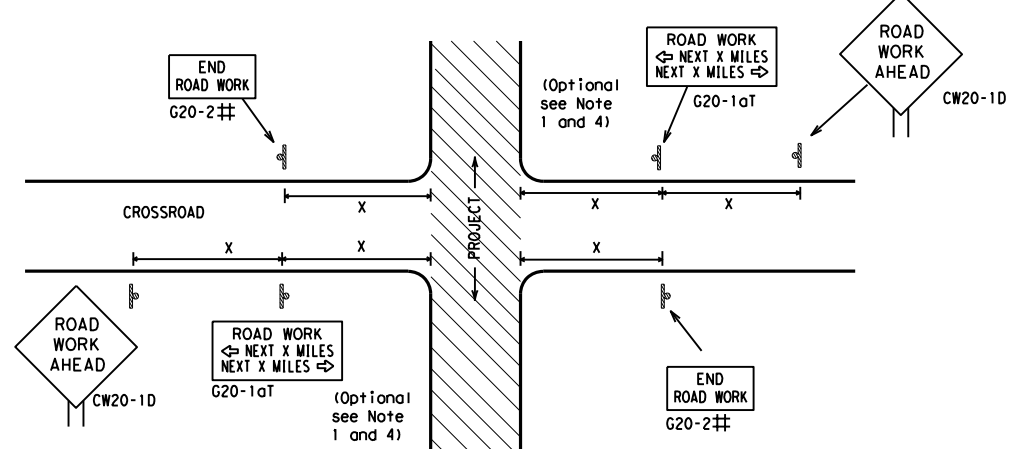 ROAD
WORK
AHEAD
CW20-1D
ROAD WORK
⇦ NEXT X MILES
NEXT X MILES ⇨
G20-1aT
(Optional
see Note
1 and 4)
END
ROAD WORK
G20-2#
X
X
X
CROSSROAD
PROJECT
X
X
X
ROAD
WORK
AHEAD
CW20-1D
ROAD WORK
⇦ NEXT X MILES
NEXT X MILES ⇨
G20-1aT
(Optional
see Note
1 and 4)
END
ROAD WORK
G20-2#